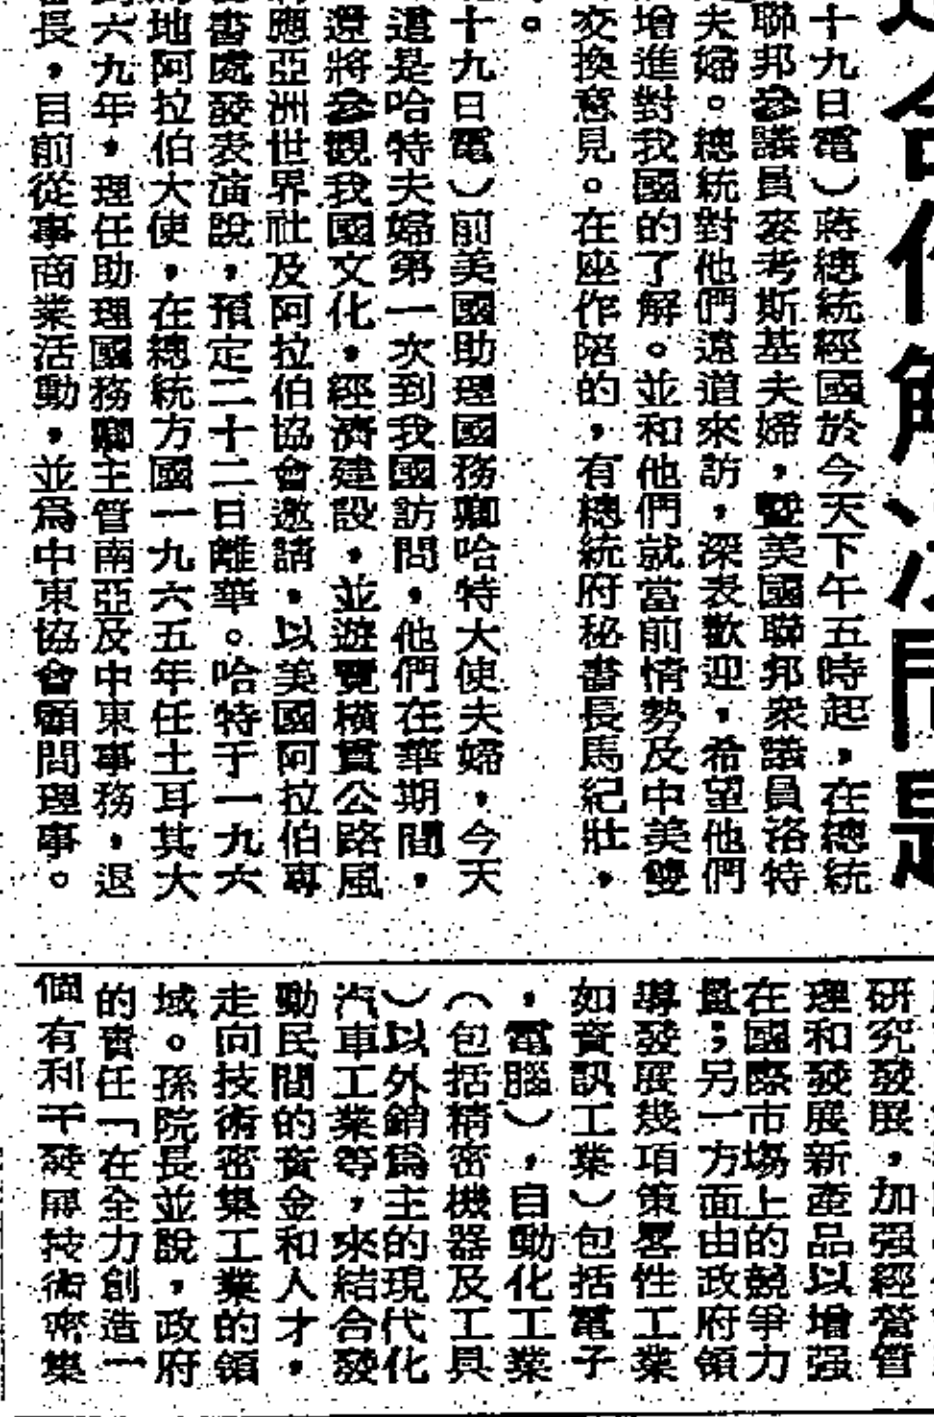 十九日電）蔣總統經國於今天下午五時起，在總統
聯邦參議員麥考斯基夫婦，暨美國聯邦衆議員洛特
夫婦。總統對他們遠道來訪，深表歡迎，希望他們
增進對我國的了解。並和他們就當前情勢及中美雙
交換意見。在座作陪的，有總統府秘書長馬紀壯，
。
十九日電）前美國助理國務卿哈特大使夫婦，今天
這是哈特夫婦第一次到我國訪問，他們在華期間，
還將參觀我國文化，經濟建設，並遊覽橫貫公路風
應亞洲世界社及阿拉伯協會邀請，以美國阿拉伯專
書處發表演說，預定二十二日離華。哈特于一九六
地阿拉伯大使，在總統方國一九六五年任土耳其大
六九年，理任助理國務卿主管南亞及中東事務，退
長，目前從事商業活動，並爲中東協會顧問理事。
研究發展，加强經營管
理和發展新產品以增强
在國際市場上的競爭力
量；另一方面由政府領
導發展幾項策畧性工業
如資訊工業）包括電子
，電腦），自動化工業
（包括精密機器及工具
）以外銷爲主的現代化
汽車工業等，來結合發
動民間的資金和人才，
走向技術密集工業的領
域。孫院長並說，政府
的責任「在全力創造一
個有利于發展技術密集